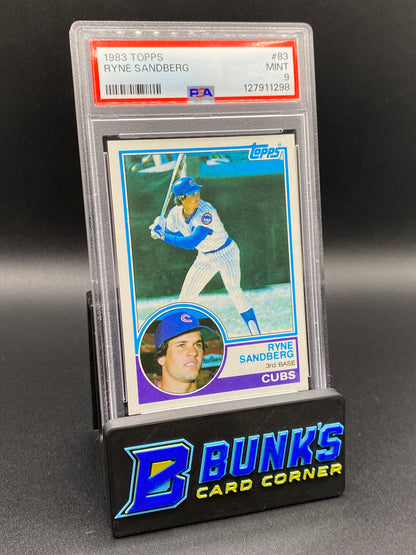 1983 TOPPS #83
RYNE SANDBERG MINT
9
PSA 127911298
Topps
C
RYNE
SANDBERG
3rd BASE
CUBS
B BUNK'S
CARD CORNER